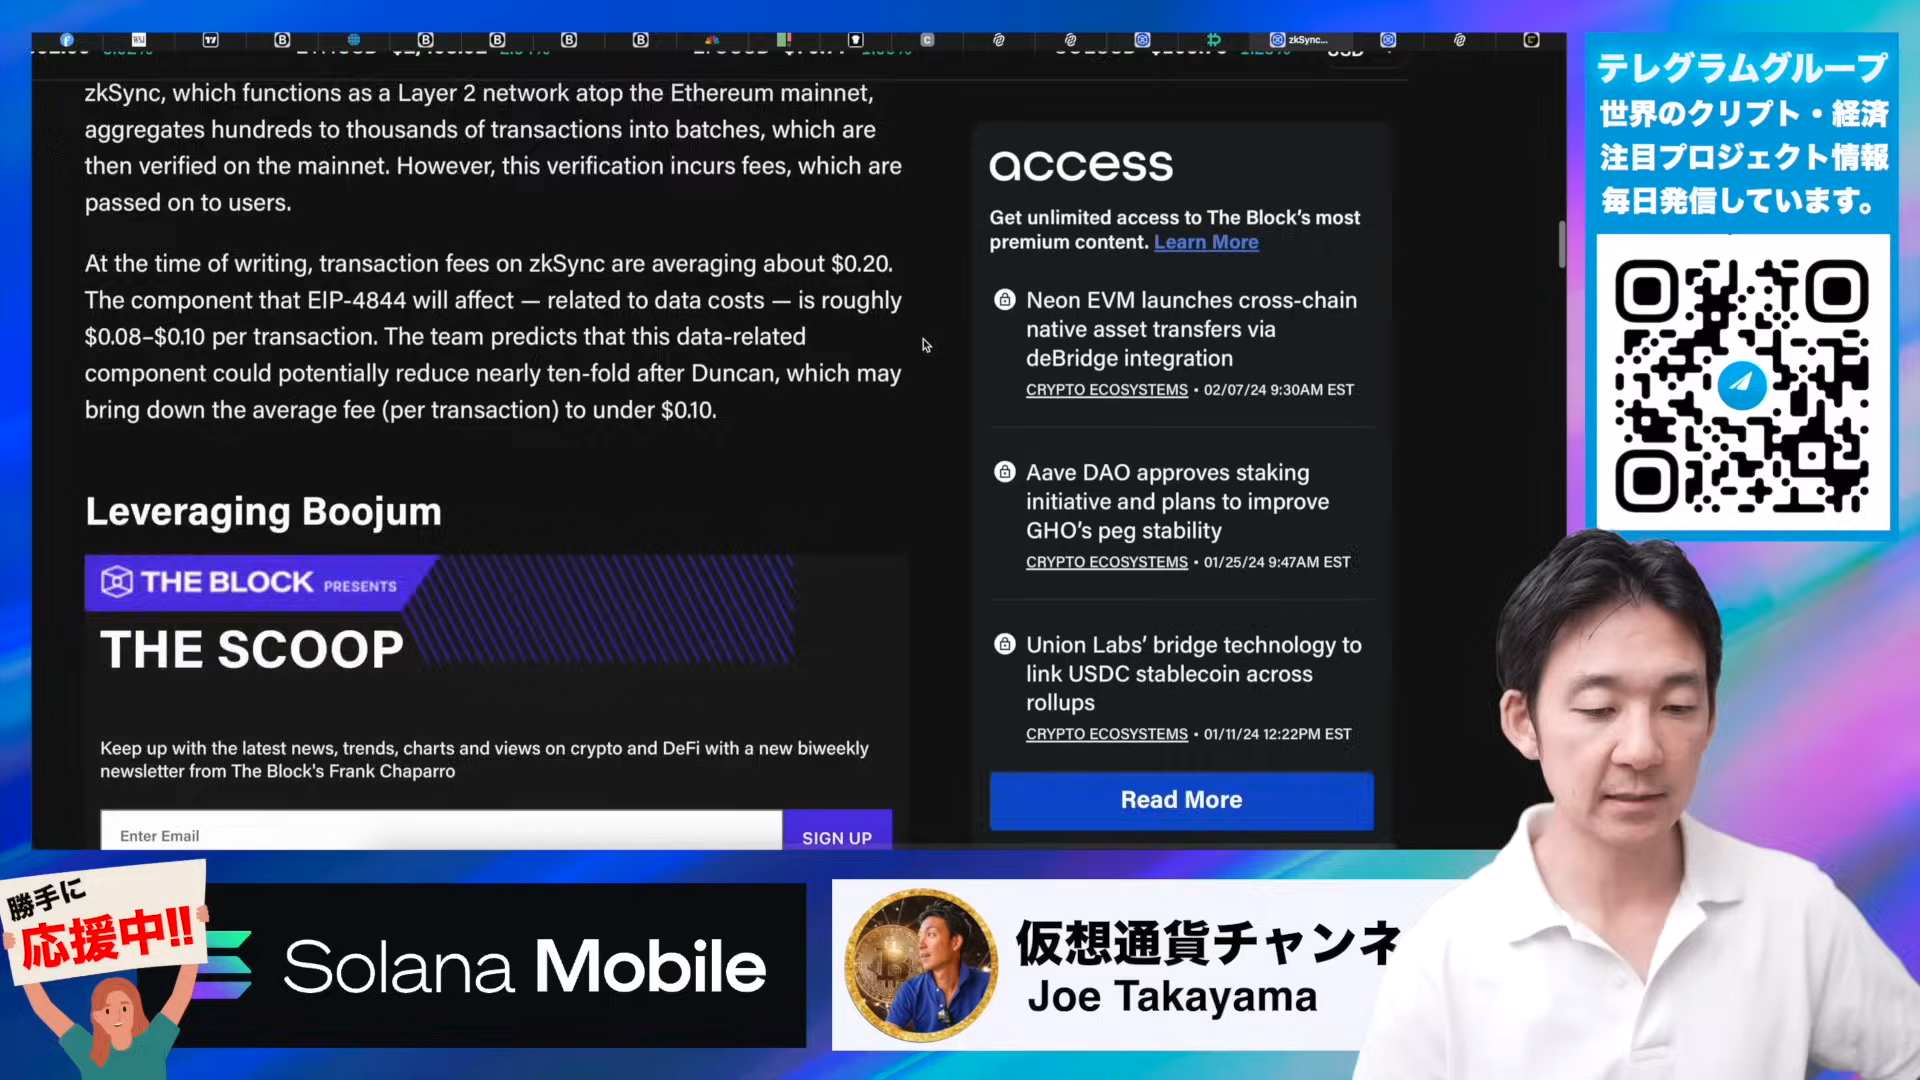 zkSync...
USD
zkSync, which functions as a Layer 2 network atop the Ethereum mainnet,
aggregates hundreds to thousands of transactions into batches, which are
then verified on the mainnet. However, this verification incurs fees, which are
passed on to users.
At the time of writing, transaction fees on zkSync are averaging about $0.20.
The component that EIP-4844 will affect — related to data costs — is roughly
$0.08–$0.10 per transaction. The team predicts that this data-related
component could potentially reduce nearly ten-fold after Duncan, which may
bring down the average fee (per transaction) to under $0.10.
Leveraging Boojum
THE BLOCK PRESENTS
THE SCOOP
Keep up with the latest news, trends, charts and views on crypto and DeFi with a new biweekly
newsletter from The Block's Frank Chaparro
Enter Email
SIGN UP
access
Get unlimited access to The Block's most
premium content. Learn More
Neon EVM launches cross-chain
native asset transfers via
deBridge integration
CRYPTO ECOSYSTEMS • 02/07/24 9:30AM EST
Aave DAO approves staking
initiative and plans to improve
GHO's peg stability
CRYPTO ECOSYSTEMS • 01/25/24 9:47AM EST
Union Labs' bridge technology to
link USDC stablecoin across
rollups
CRYPTO ECOSYSTEMS • 01/11/24 12:22PM EST
Read More
テレグラムグループ
世界のクリプト・経済
注目プロジェクト情報
毎日発信しています。
勝手に
応援中!!
Solana Mobile
仮想通貨チャンネ
Joe Takayama